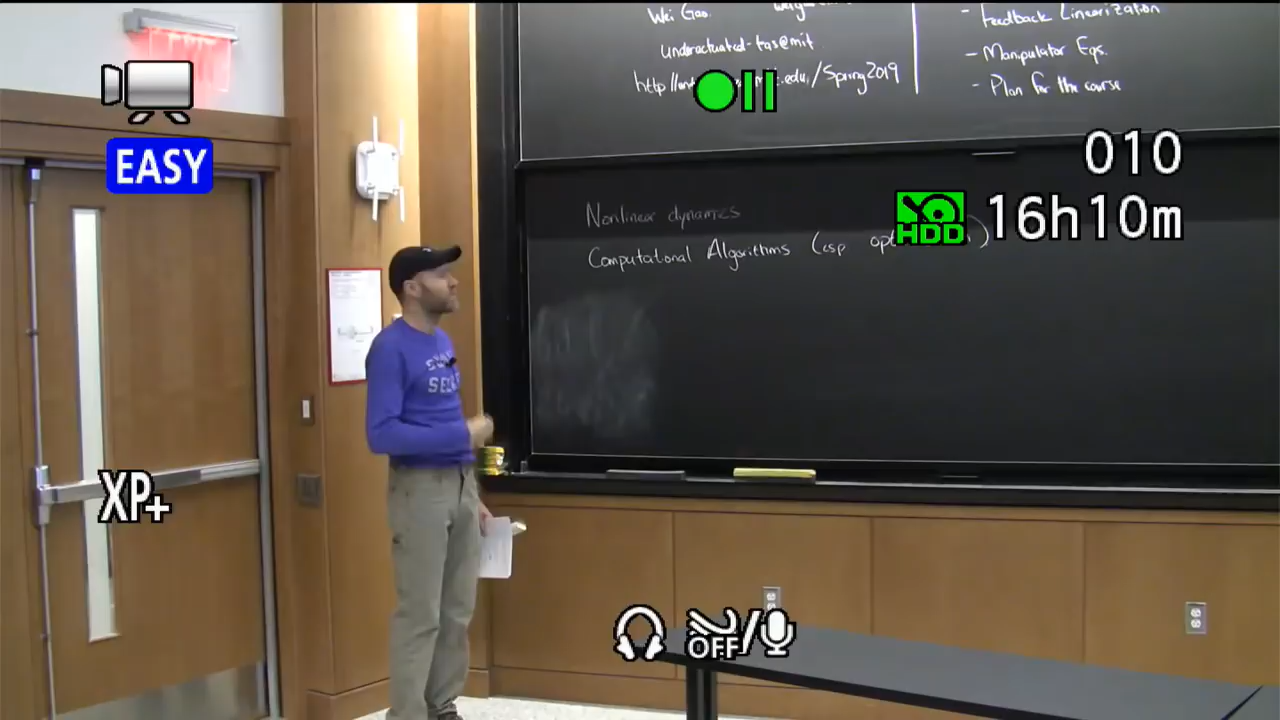 Wei Gao
- Feedback Linearization
underactuated-tas@mit
- Manipulator Eqs.
/Spring2019
- Plan for the course
EASY
010
HDD 16h10m
Nonlinear dynamics
Computational Algorithms (esp
XP+
OFF/